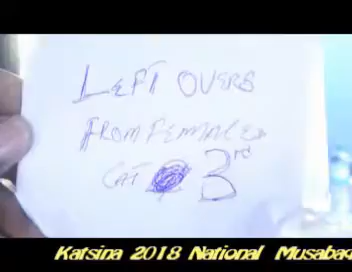 LEFT OVERS
FROM FEMALES
CAT 3rd
Katsina 2018 National Musabaq